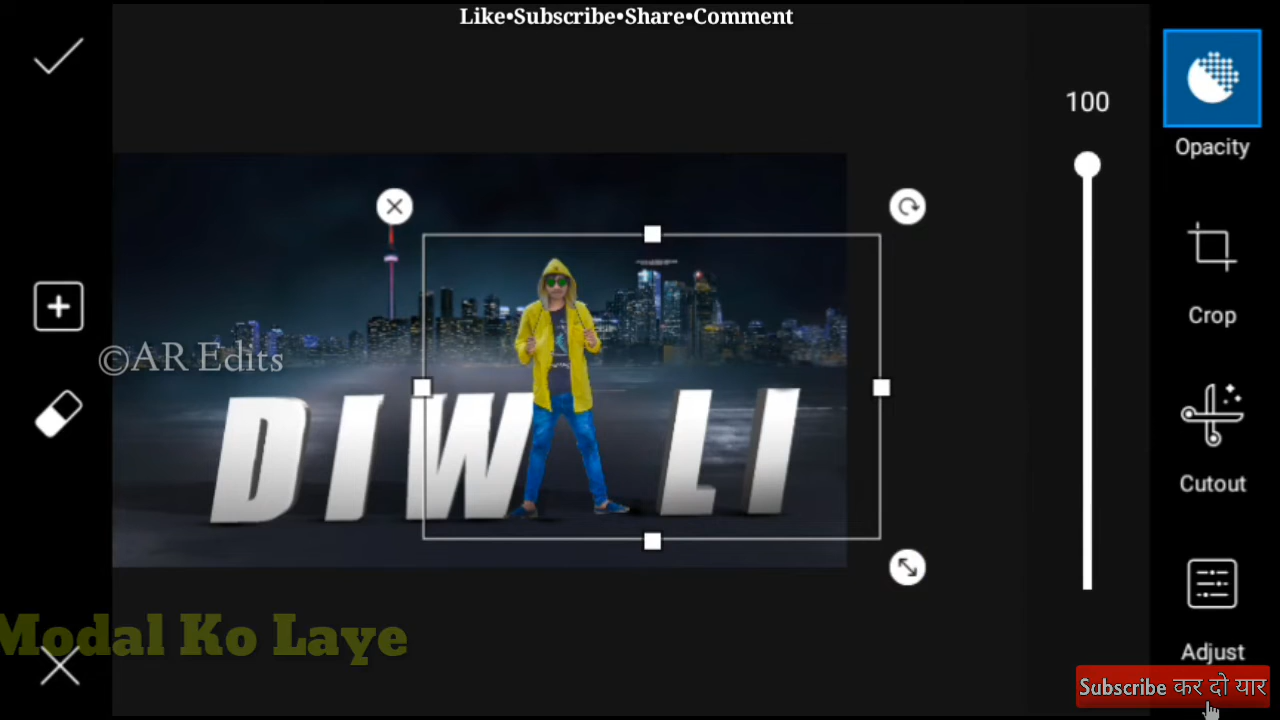 Like•Subscribe•Share•Comment
100
Opacity
Crop
©AR Edits
DIW LI
Cutout
Modal Ko Laye
Adjust
Subscribe कर दो यार